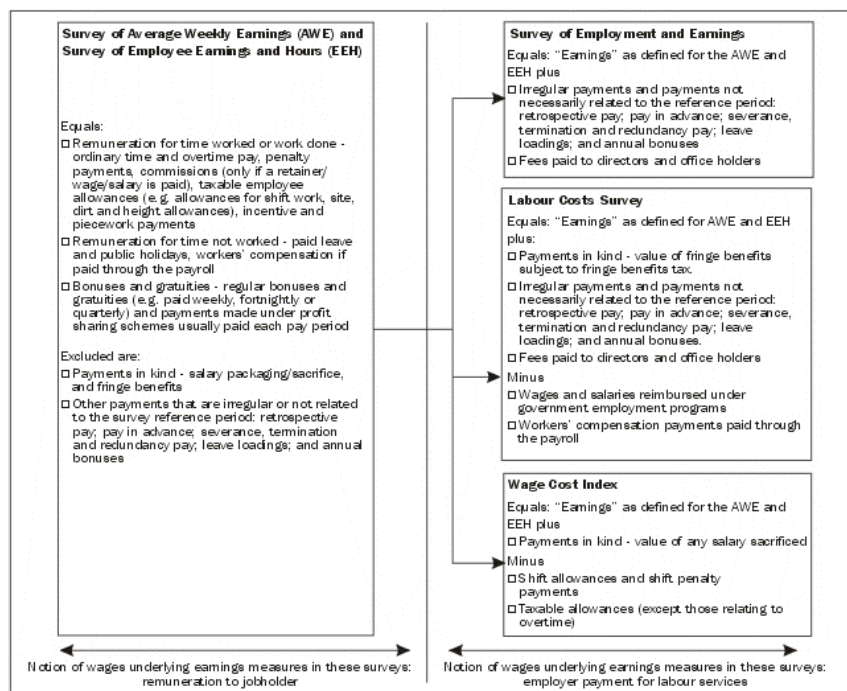 Survey of Average Weekly Earnings (AWE) and
Survey of Employee Earnings and Hours (EEH)
Equals:
Remuneration for time worked or work done -
ordinary time and overtime pay, penalty
payments, commissions (only if a retainer/
wage/salary is paid), taxable employee
allowances (e.g. allowances for shift work, site,
dirt and height allowances), incentive and
piecework payments
Remuneration for time not worked - paid leave
and public holidays, workers' compensation if
paid through the payroll
Bonuses and gratuities - regular bonuses and
gratuities (e.g. paid weekly, fortnightly or
quarterly) and payments made under profit
sharing schemes usually paid each pay period
Excluded are:
Payments in kind - salary packaging/sacrifice,
and fringe benefits
Other payments that are irregular or not related
to the survey reference period: retrospective
pay; pay in advance; severance, termination
and redundancy pay; leave loadings; and annual
bonuses
Notion of wages underlying earnings measures in these surveys:
remuneration to jobholder
Survey of Employment and Earnings
Equals: "Earnings" as defined for the AWE and
EEH plus
Irregular payments and payments not
necessarily related to the reference period:
retrospective pay; pay in advance; severance,
termination and redundancy pay; leave
loadings; and annual bonuses
Fees paid to directors and office holders
Labour Costs Survey
Equals: "Earnings" as defined for AWE and EEH
plus:
Payments in kind - value of fringe benefits
subject to fringe benefits tax.
Irregular payments and payments not
necessarily related to the reference period:
retrospective pay; pay in advance; severance,
termination and redundancy pay; leave
loadings; and annual bonuses.
Fees paid to directors and office holders
Minus
Wages and salaries reimbursed under
government employment programs
Workers' compensation payments paid through
the payroll
Wage Cost Index
Equals: "Earnings" as defined for the AWE and
EEH plus
Payments in kind - value of any salary sacrificed
Minus
Shift allowances and shift penalty
payments
Taxable allowances (except those relating to
overtime)
Notion of wages underlying earnings measures in these surveys:
employer payment for labour services